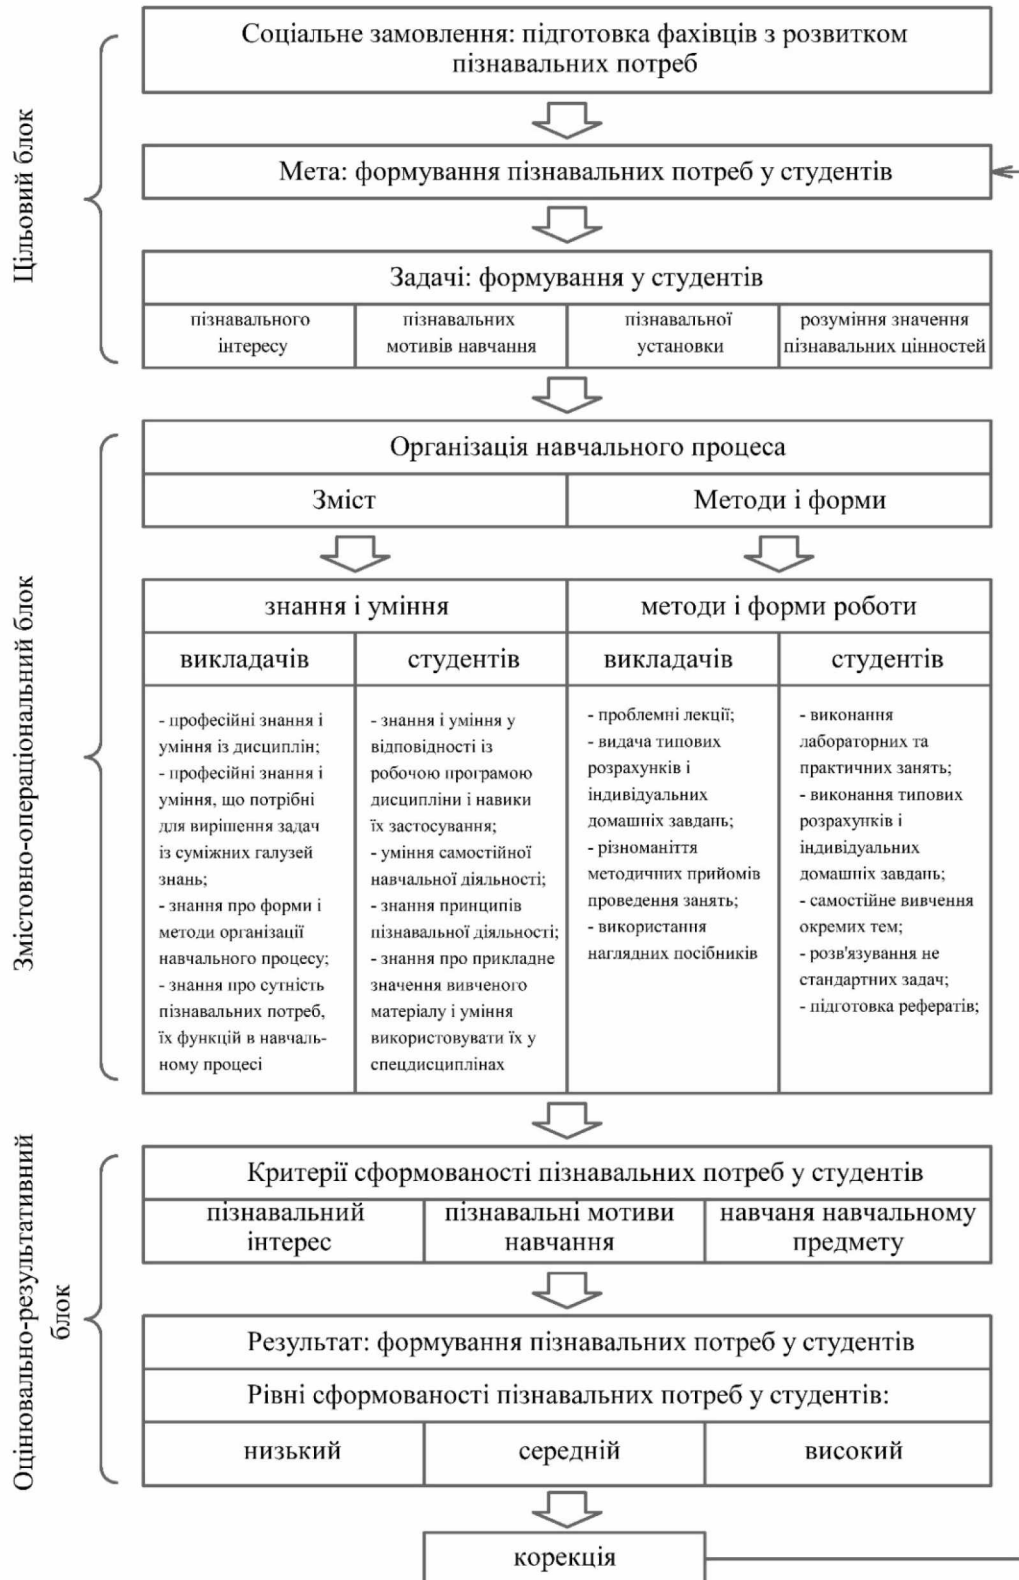 Цільовий блок
Соціальне замовлення: підготовка фахівців з розвитком
пізнавальних потреб
Мета: формування пізнавальних потреб у студентів
Задачі: формування у студентів
пізнавального
інтересу
пізнавальних
мотивів навчання
пізнавальної
установки
розуміння значення
пізнавальних цінностей
Змістовно-операціональний блок
Організація навчального процеса
Зміст
Методи і форми
знання і уміння
методи і форми роботи
викладачів
студентів
викладачів
студентів
- професійні знання і
уміння із дисциплін;
- професійні знання і
уміння, що потрібні
для вирішення задач
із суміжних галузей
знань;
- знання про форми і
методи організації
навчального процесу;
- знання про сутність
пізнавальних потреб,
їх функцій в навчаль-
ному процесі
- знання і уміння у
відповідності із
робочою програмою
дисципліни і навики
їх застосування;
- уміння самостійної
навчальної діяльності;
- знання принципів
пізнавальної діяльності;
- знання про прикладне
значення вивченого
матеріалу і уміння
використовувати їх у
спецдисциплінах
- проблемні лекції;
- видача типових
розрахунків і
індивідуальних
домашніх завдань;
- різноманіття
методичних прийомів
проведення занять;
- використання
наглядних посібників
- виконання
лабораторних та
практичних занять;
- виконання типових
розрахунків і
індивідуальних
домашніх завдань;
- самостійне вивчення
окремих тем;
- розв'язування не
стандартних задач;
- підготовка рефератів;
Оцінювально-результативний
блок
Критерії сформованості пізнавальних потреб у студентів
пізнавальний
інтерес
пізнавальні мотиви
навчання
навчаня навчальному
предмету
Результат: формування пізнавальних потреб у студентів
Рівні сформованості пізнавальних потреб у студентів:
низький
середній
високий
корекція